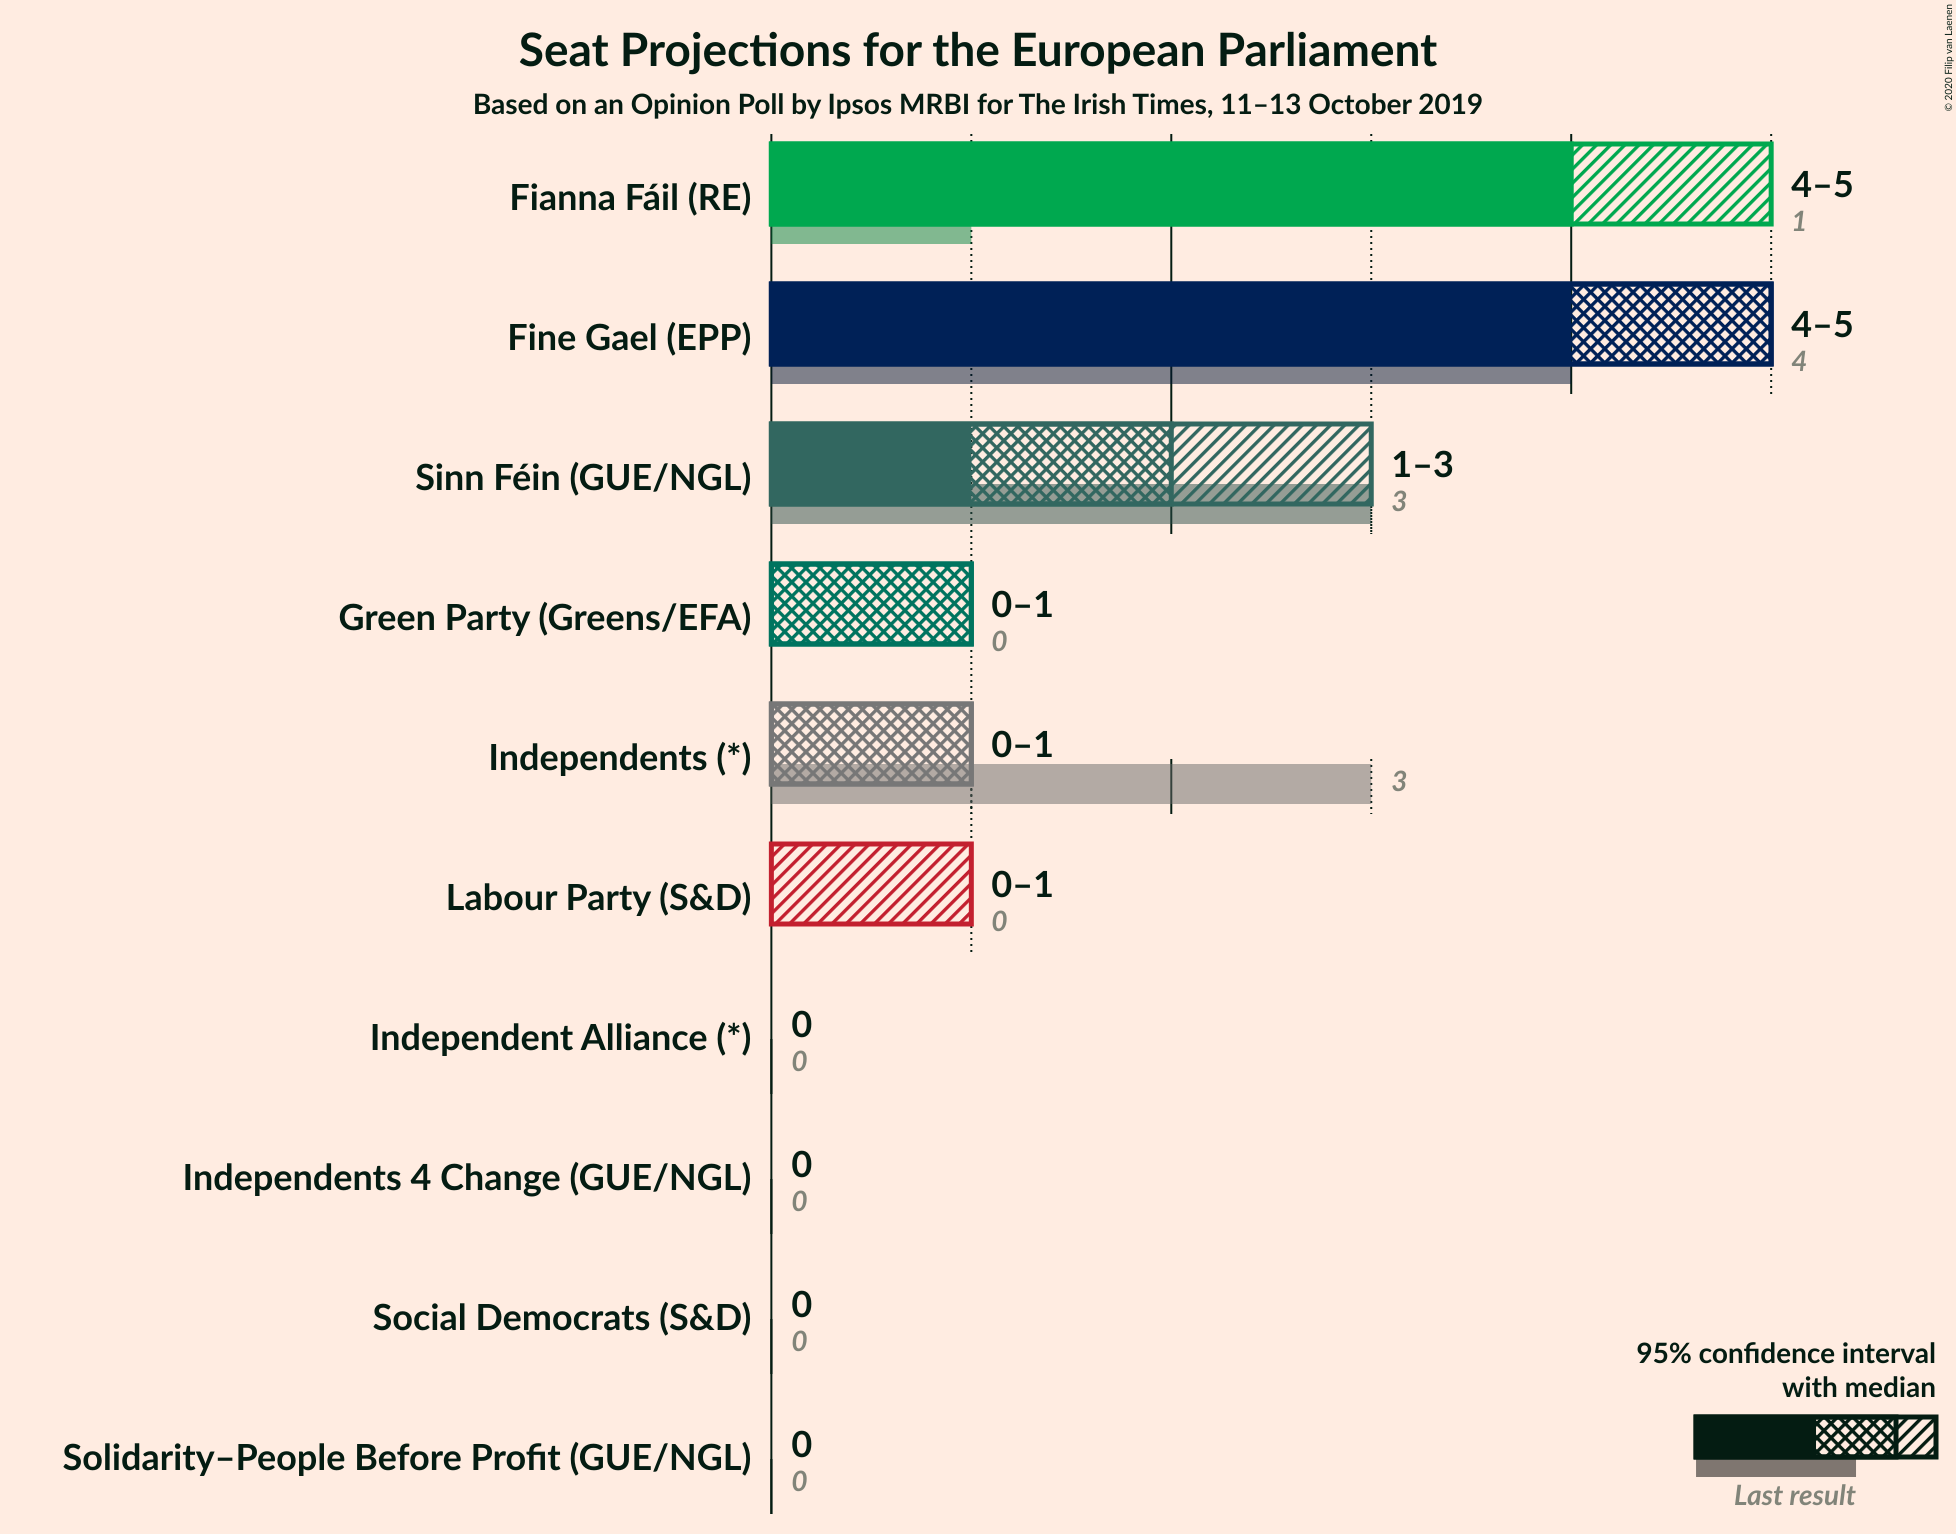 Seat Projections for the European Parliament
Based on an Opinion Poll by Ipsos MRBI for The Irish Times, 11–13 October 2019
© 2020 Filip van Laenen
Fianna Fáil (RE)
4–5
1
Fine Gael (EPP)
4–5
4
Sinn Féin (GUE/NGL)
1–3
3
Green Party (Greens/EFA)
0–1
0
Independents (*)
0–1
3
Labour Party (S&D)
0–1
0
Independent Alliance (*)
0
0
Independents 4 Change (GUE/NGL)
0
0
Social Democrats (S&D)
0
0
Solidarity–People Before Profit (GUE/NGL)
0
0
95% confidence interval
with median
Last result